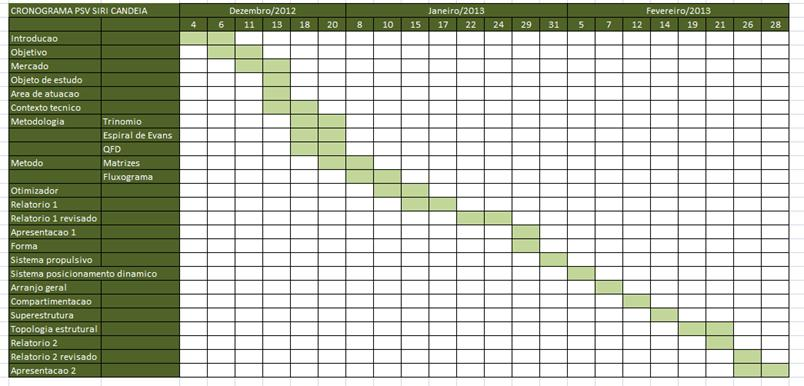 CRONOGRAMA PSV SIRI CANDEIA Dezembro/2012 Janeiro/2013 Fevereiro/2013
4 6 11 13 18 20 8 10 15 17 22 24 29 31 5 7 12 14 19 21 26 28
Introducao
Objetivo
Mercado
Objeto de estudo
Area de atuacao
Contexto tecnico
Metodologia Trinomio
Espiral de Evans
QFD
Metodo Matrizes
Fluxograma
Otimizador
Relatorio 1
Relatorio 1 revisado
Apresentacao 1
Forma
Sistema propulsivo
Sistema posicionamento dinamico
Arranjo geral
Compartimentacao
Superestrutura
Topologia estrutural
Relatorio 2
Relatorio 2 revisado
Apresentacao 2